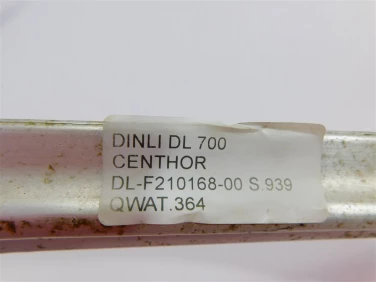 DINLI DL 700
CENTHOR
DL-F210168-00 S.939
QWAT.364